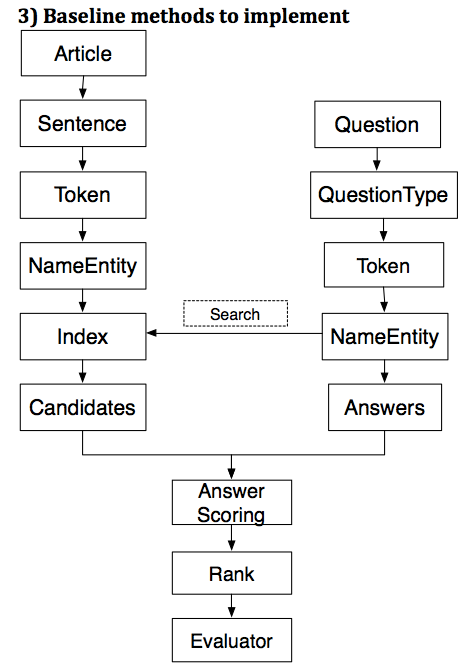 3) Baseline methods to implement
Article
Sentence
Token
NameEntity
Index
Candidates
Question
QuestionType
Token
NameEntity
Answers
Search
Answer
Scoring
Rank
Evaluator